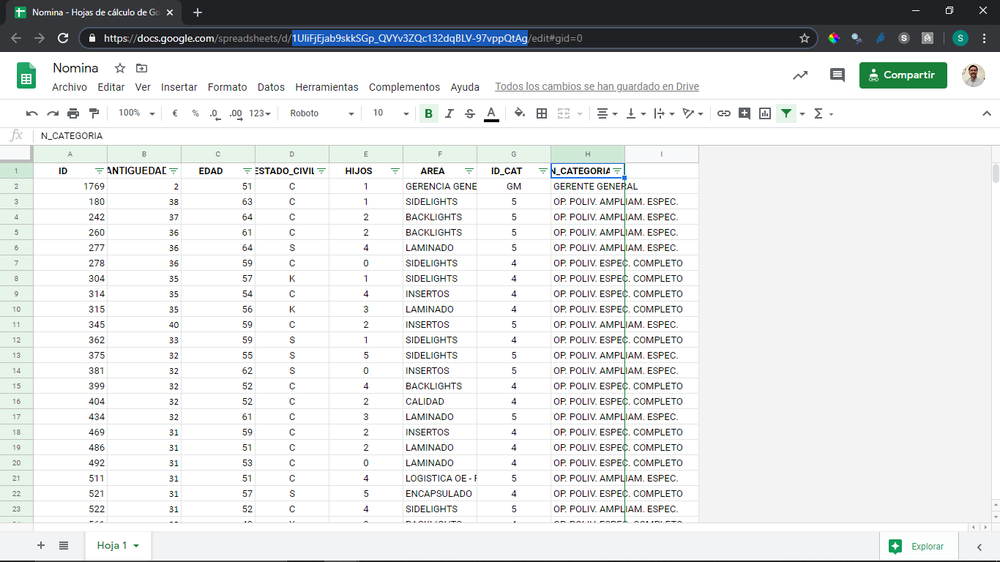 Nomina - Hojas de cálculo de Go
https://docs.google.com/spreadsheets/d/1UIiFjEjab9skkSGp_QVYv3ZQc132dqBLV-97vppQtAg/edit#gid=0
S
S
Nomina
Archivo Editar Ver Insertar Formato Datos Herramientas Complementos Ayuda Todos los cambios se han guardado en Drive
Compartir
100% € % .0 .00 123 Roboto 10 B I S A Σ
fx N_CATEGORIA
A B C D E F G H I
1 ID ANTIGUEDAD EDAD ESTADO_CIVIL HIJOS AREA ID_CAT N_CATEGORIA
2 1769 2 51 C 1 GERENCIA GENE GM GERENTE GENERAL
3 180 38 63 C 1 SIDELIGHTS 5 OP. POLIV. AMPLIAM. ESPEC.
4 242 37 64 C 2 BACKLIGHTS 5 OP. POLIV. AMPLIAM. ESPEC.
5 260 36 61 C 2 BACKLIGHTS 5 OP. POLIV. AMPLIAM. ESPEC.
6 277 36 64 S 4 LAMINADO 5 OP. POLIV. AMPLIAM. ESPEC.
7 278 36 59 C 0 SIDELIGHTS 4 OP. POLIV. ESPEC. COMPLETO
8 304 35 57 K 1 SIDELIGHTS 4 OP. POLIV. ESPEC. COMPLETO
9 314 35 54 C 4 INSERTOS 4 OP. POLIV. ESPEC. COMPLETO
10 315 35 56 K 3 LAMINADO 4 OP. POLIV. ESPEC. COMPLETO
11 345 40 59 C 2 INSERTOS 5 OP. POLIV. AMPLIAM. ESPEC.
12 362 33 59 S 1 SIDELIGHTS 4 OP. POLIV. ESPEC. COMPLETO
13 375 32 55 S 5 SIDELIGHTS 5 OP. POLIV. AMPLIAM. ESPEC.
14 381 32 62 S 0 INSERTOS 5 OP. POLIV. AMPLIAM. ESPEC.
15 399 32 52 C 4 BACKLIGHTS 4 OP. POLIV. ESPEC. COMPLETO
16 404 32 52 C 2 CALIDAD 4 OP. POLIV. ESPEC. COMPLETO
17 434 32 61 C 3 LAMINADO 5 OP. POLIV. AMPLIAM. ESPEC.
18 469 31 59 C 2 INSERTOS 4 OP. POLIV. ESPEC. COMPLETO
19 486 31 51 C 2 LAMINADO 4 OP. POLIV. ESPEC. COMPLETO
20 492 31 53 C 0 LAMINADO 4 OP. POLIV. ESPEC. COMPLETO
21 511 31 51 C 4 LOGISTICA OE - 5 OP. POLIV. AMPLIAM. ESPEC.
22 521 31 57 S 5 ENCAPSULADO 4 OP. POLIV. ESPEC. COMPLETO
23 522 31 52 C 4 SIDELIGHTS 5 OP. POLIV. AMPLIAM. ESPEC.
Hoja 1
Explorar